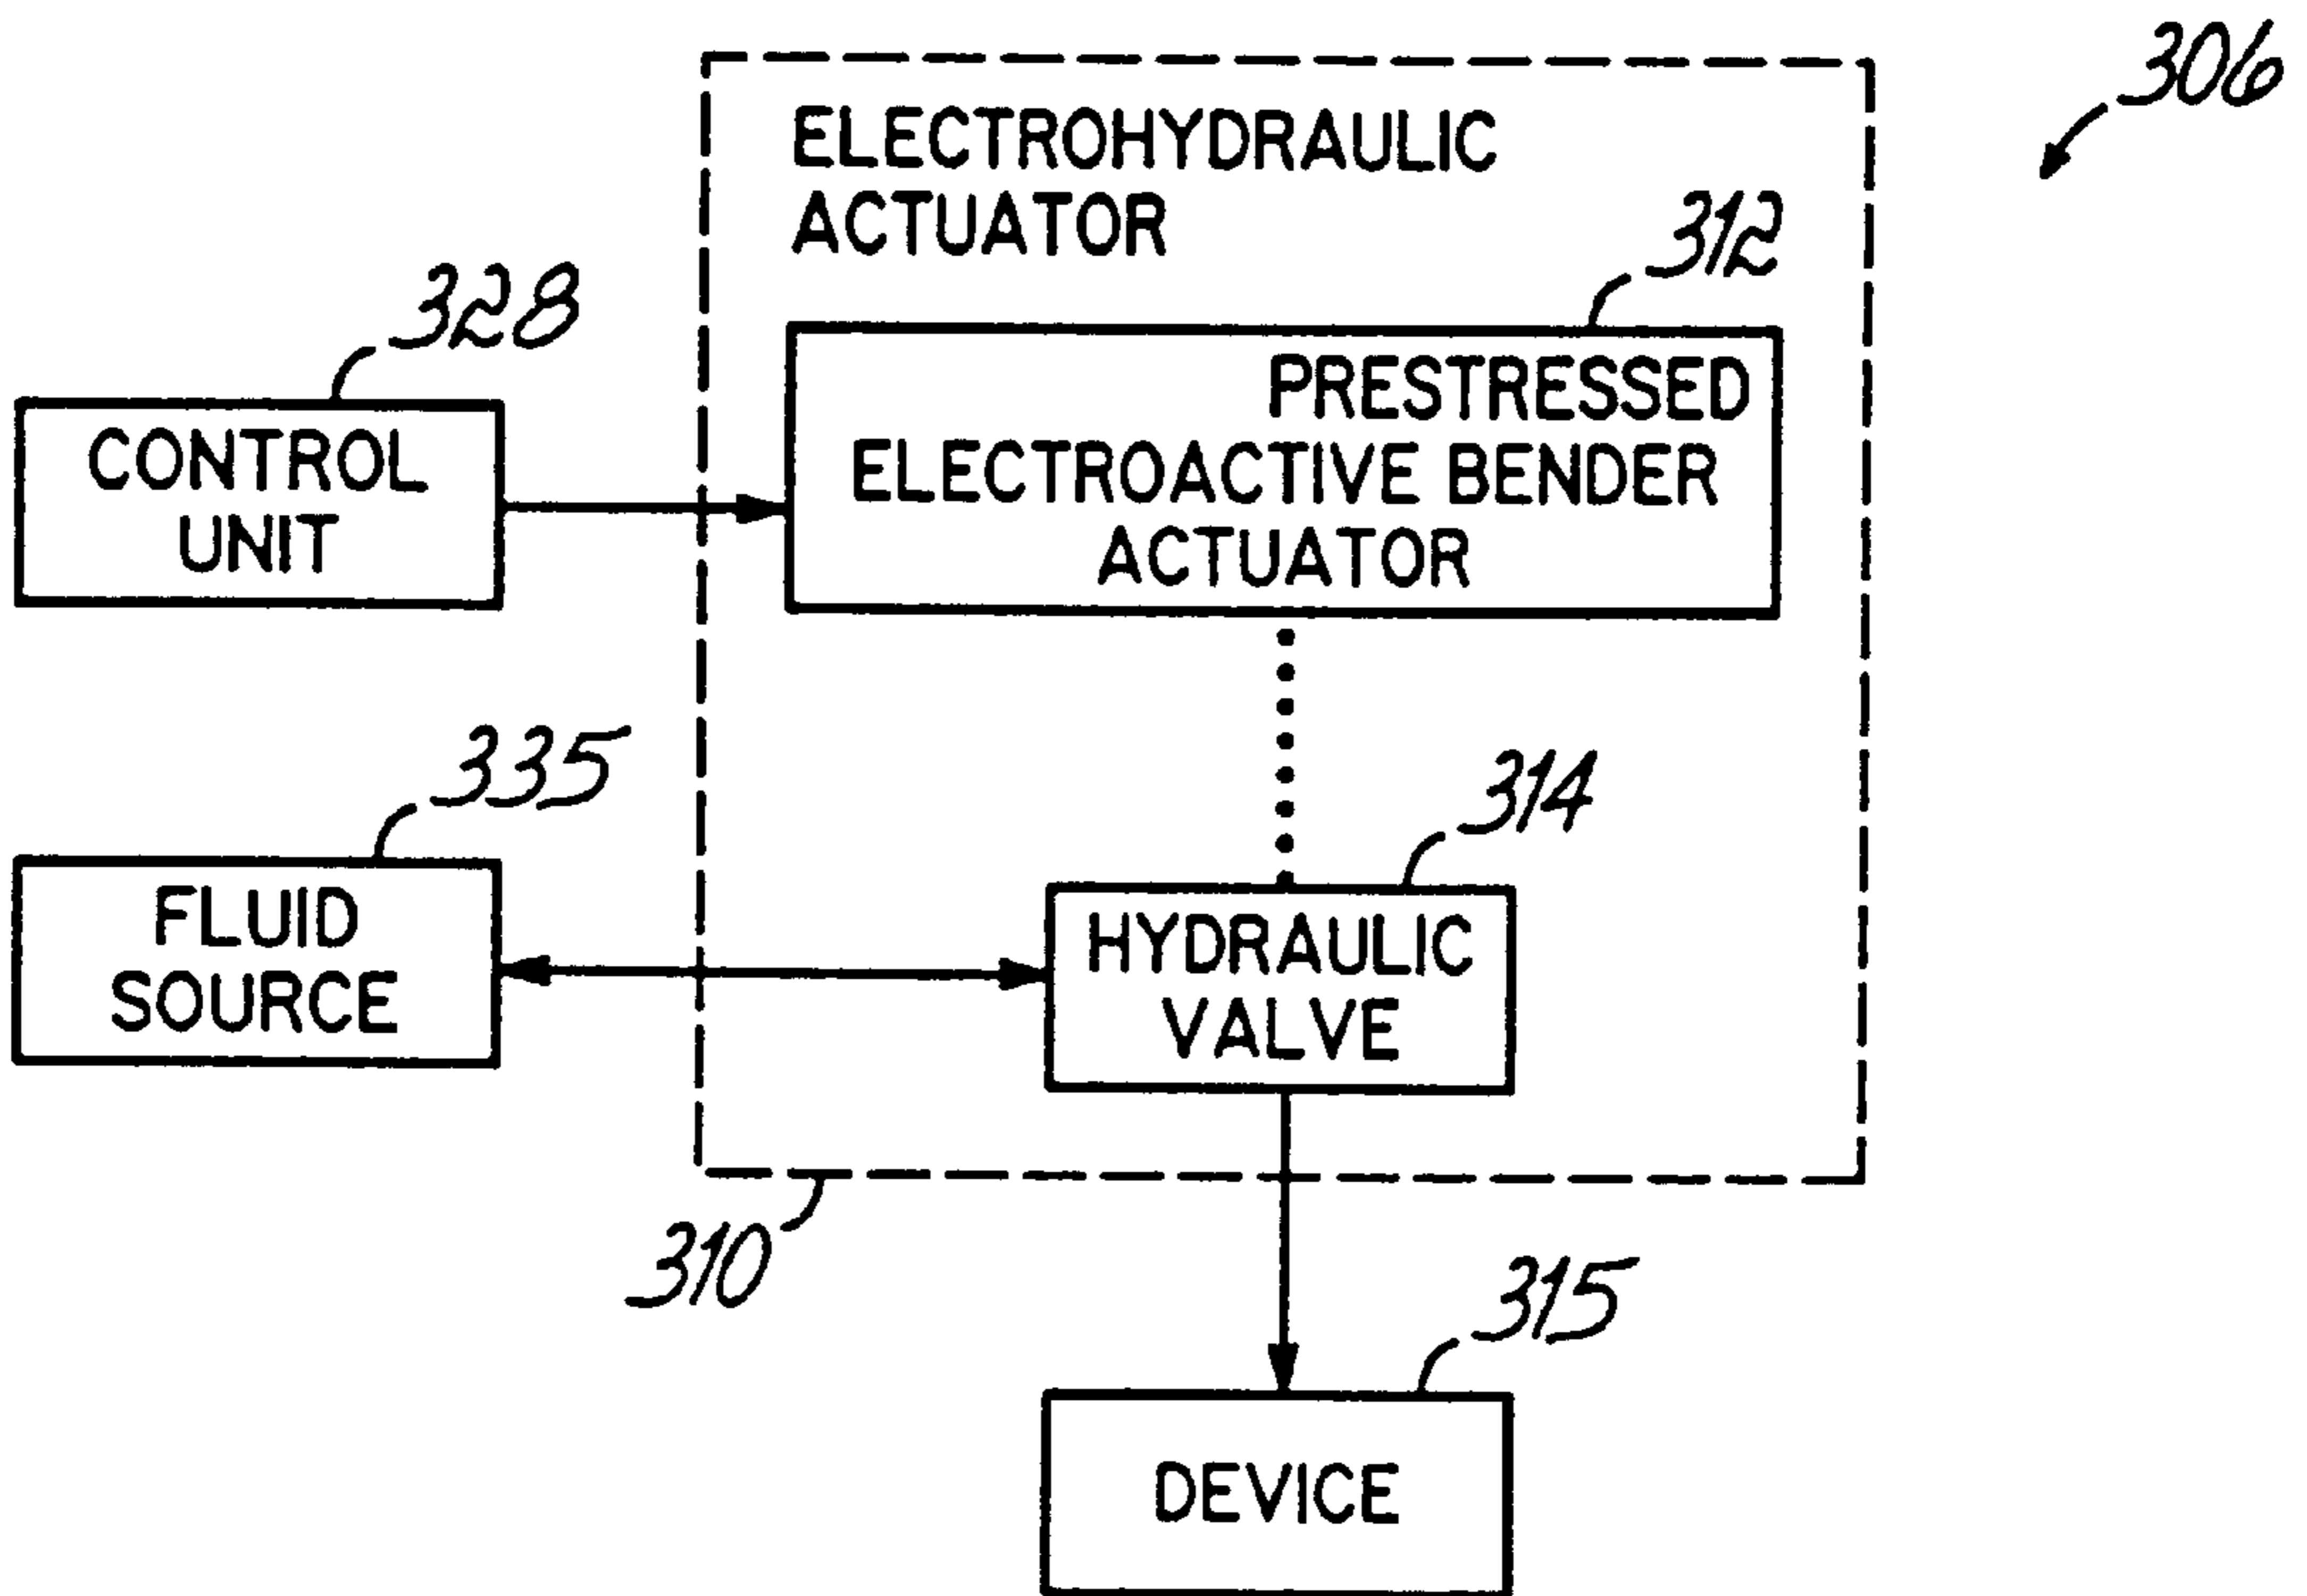 306
ELECTROHYDRAULIC
ACTUATOR
312
328
PRESTRESSED
ELECTROACTIVE BENDER
ACTUATOR
CONTROL
UNIT
335
314
FLUID
SOURCE
HYDRAULIC
VALVE
310
315
DEVICE